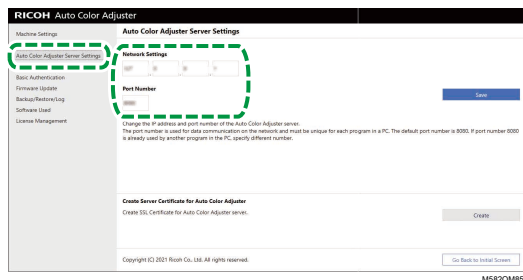 RICOH Auto Color Adjuster
Machine Settings
Auto Color Adjuster Server Settings
Basic Authentication
Firmware Update
Backup/Restore/Log
Software Used
License Management
Auto Color Adjuster Server Settings
Network Settings
Port Number
Save
Change the IP address and port number of the Auto Color Adjuster server.
The port number is used for data communication on the network and must be unique for each program in a PC. The default port number is 8080. If port number 8080
is already used by another program in the PC, specify different number.
Create Server Certificate for Auto Color Adjuster
Create SSL Certificate for Auto Color Adjuster server.
Create
Copyright (C) 2021 Ricoh Co., Ltd. All rights reserved.
Go Back to Initial Screen
M582OM85